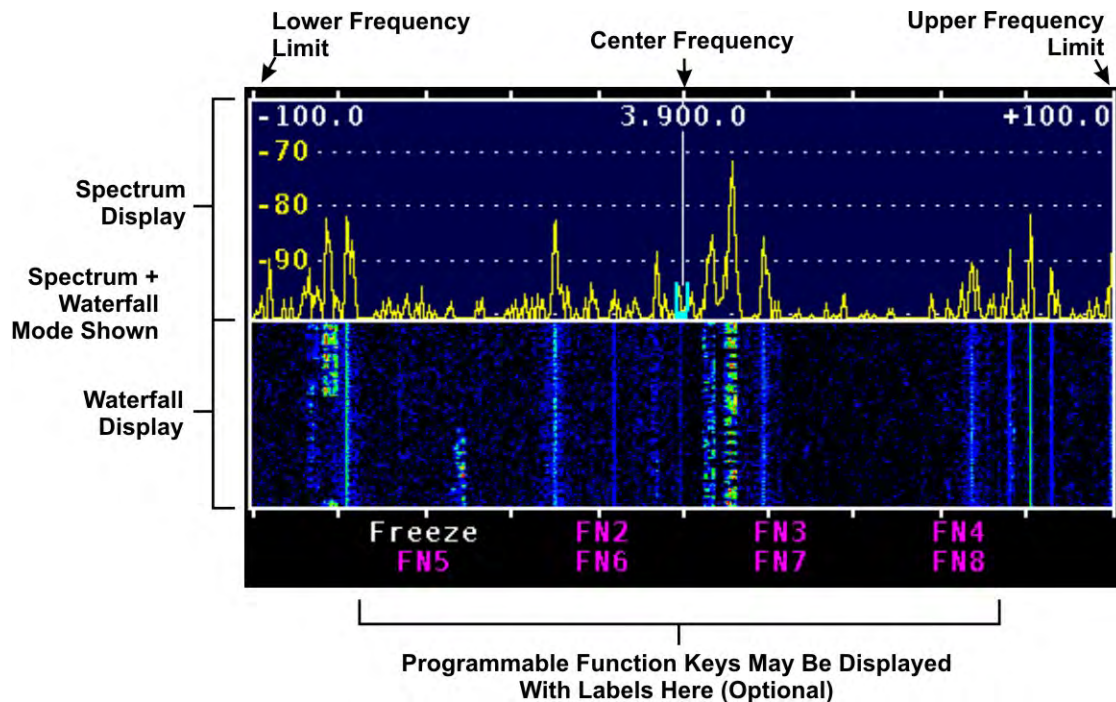 Lower Frequency
Limit
Center Frequency
Upper Frequency
Limit
-100.0
3.900.0
+100.0
-70
-80
-90
Spectrum
Display
Spectrum +
Waterfall
Mode Shown
Waterfall
Display
Freeze
FN2
FN3
FN4
FN5
FN6
FN7
FN8
Programmable Function Keys May Be Displayed
With Labels Here (Optional)